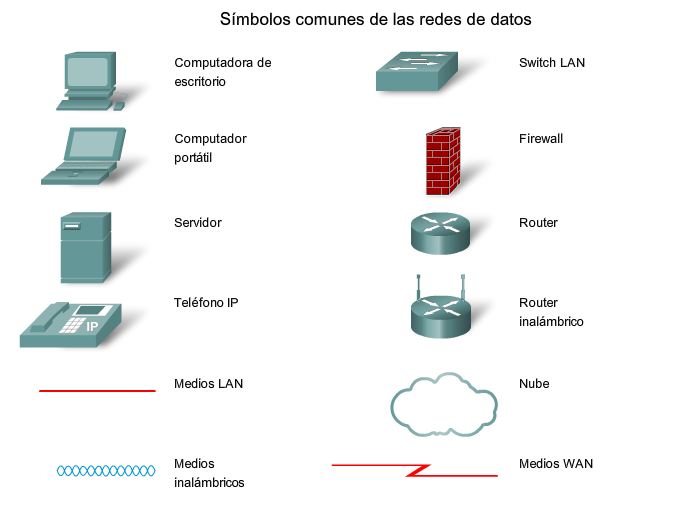 Símbolos comunes de las redes de datos
Computadora de
escritorio
Switch LAN
Computador
portátil
Firewall
Servidor
Router
IP
Teléfono IP
Router
inalámbrico
Medios LAN
Nube
Medios
inalámbricos
Medios WAN